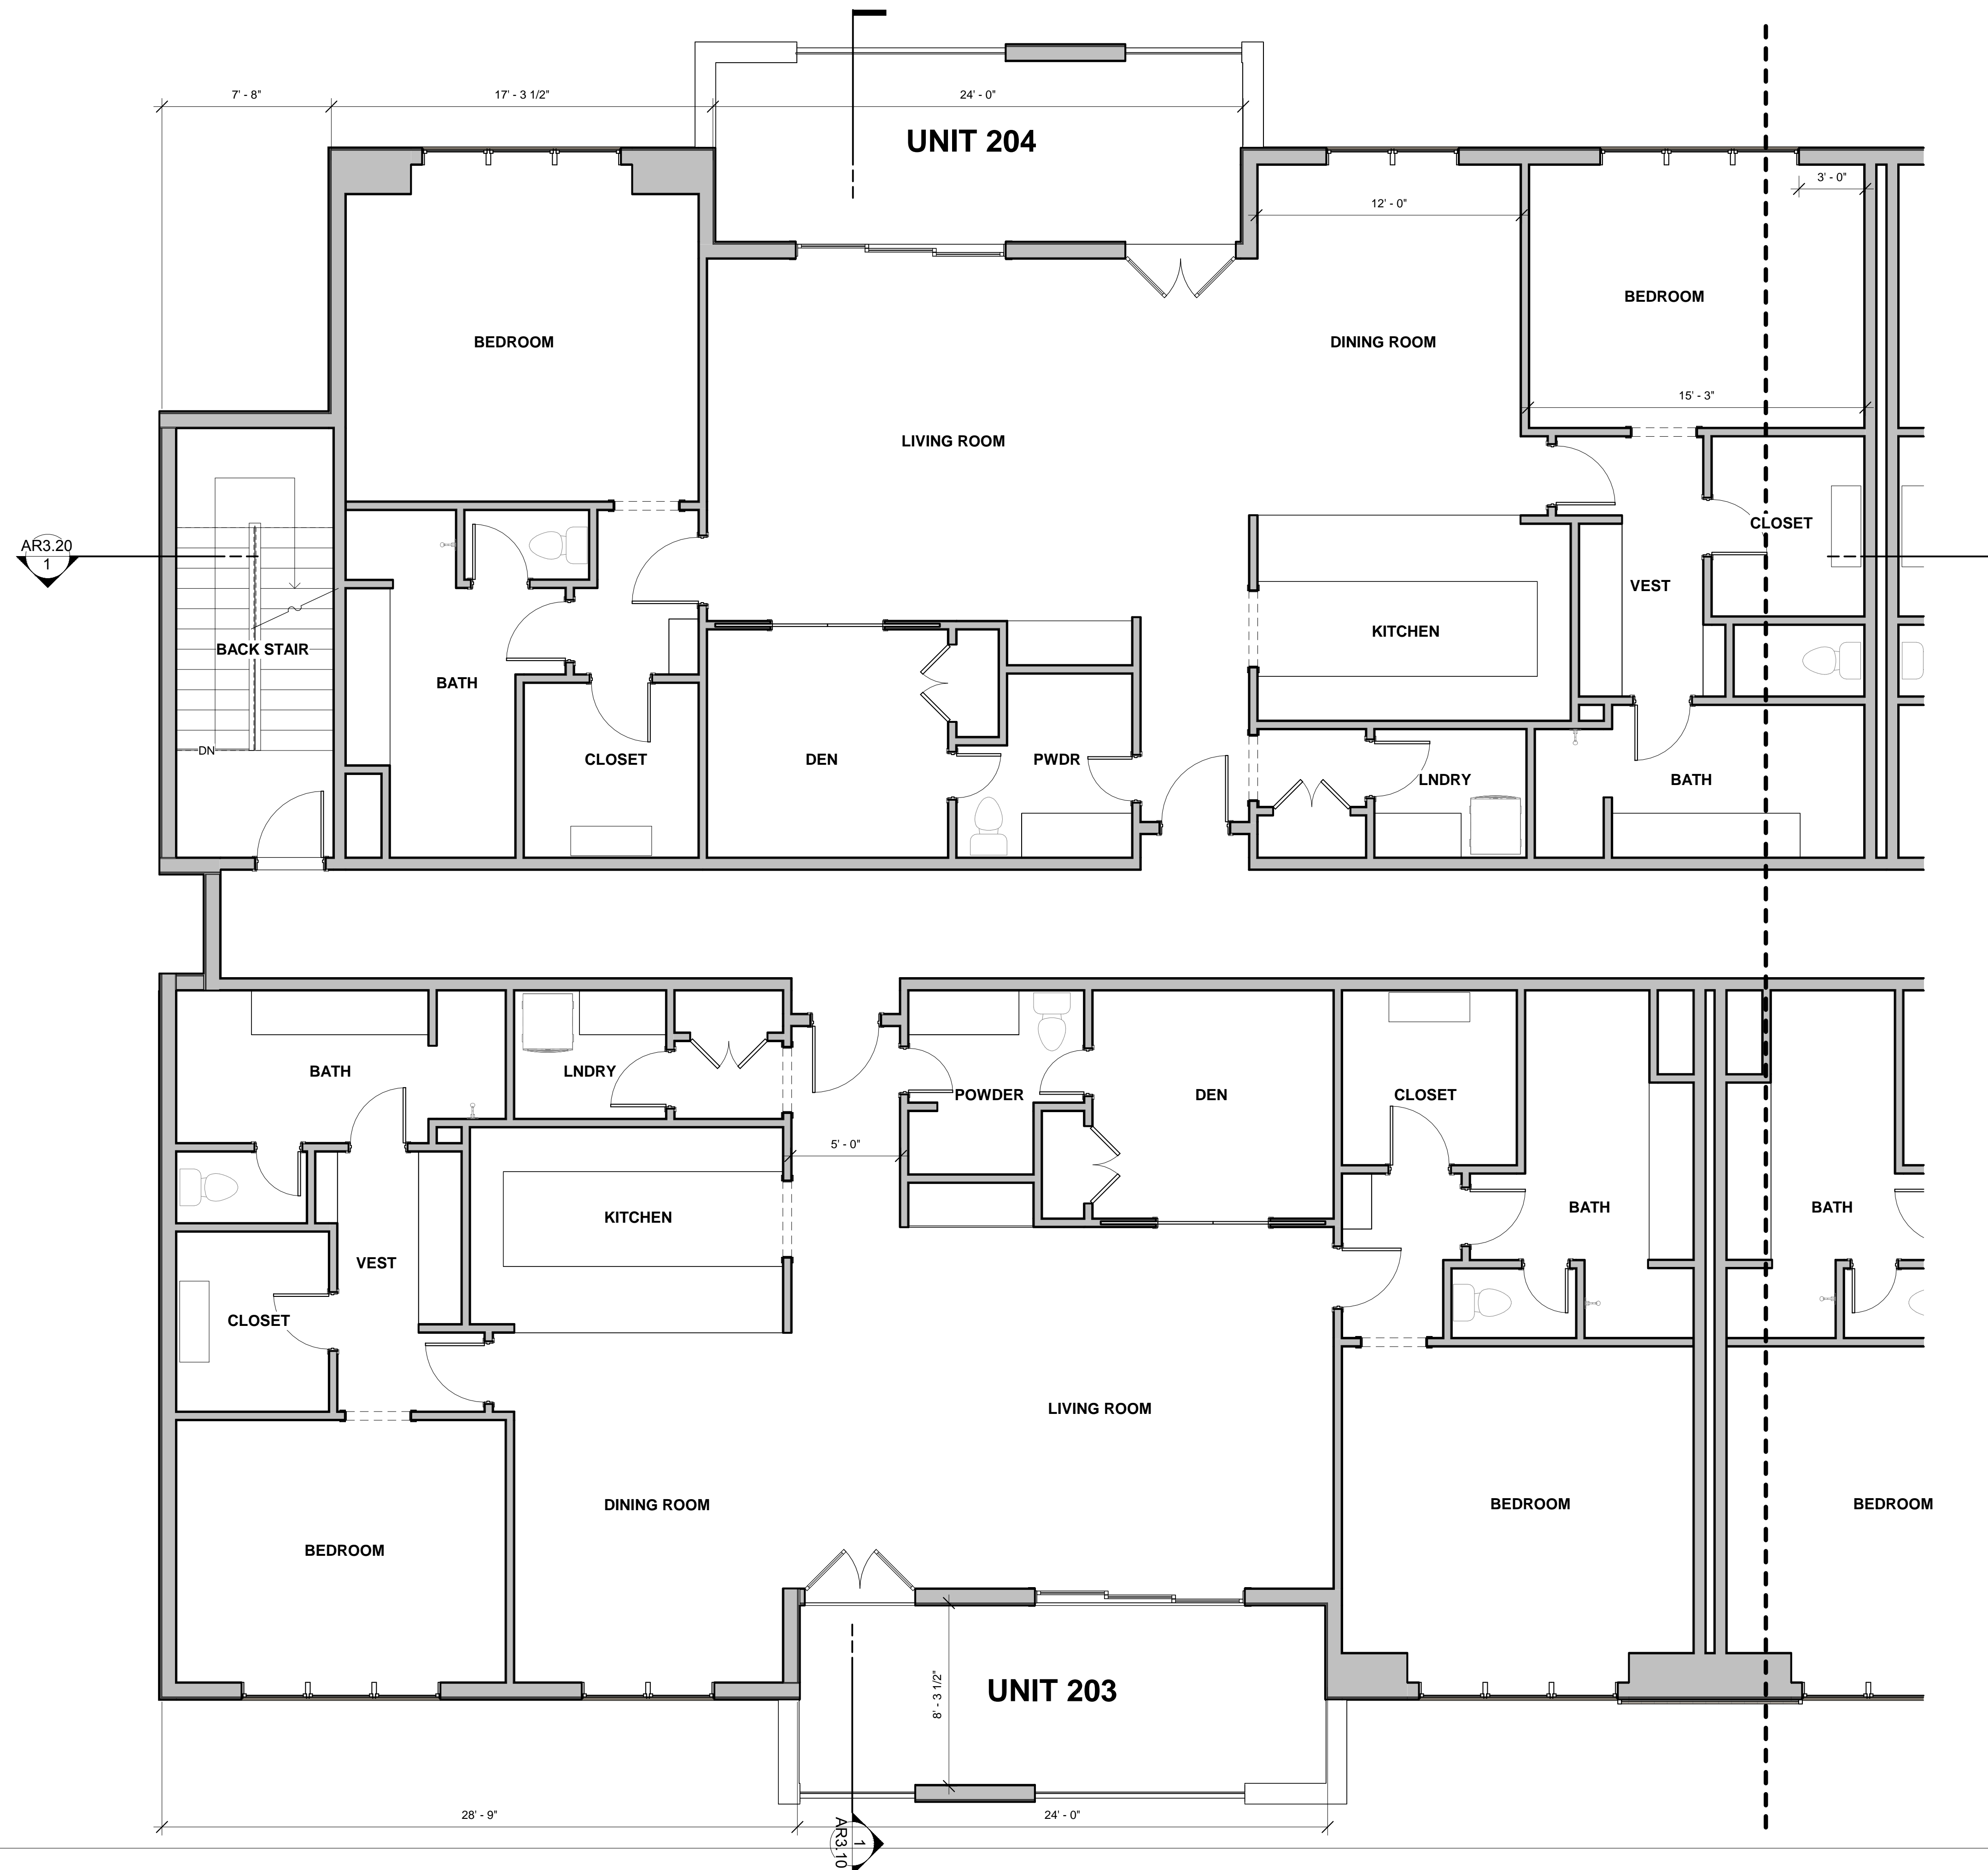 7' - 8"
17' - 3 1/2"
24' - 0"
UNIT 204
3' - 0"
12' - 0"
BEDROOM
BEDROOM
DINING ROOM
15' - 3"
LIVING ROOM
CLOSET
AR3.20
1
VEST
KITCHEN
BACK STAIR
BATH
DN
CLOSET
DEN
PWDR
LNDRY
BATH
BATH
LNDRY
POWDER
DEN
CLOSET
5' - 0"
KITCHEN
BATH
BATH
VEST
CLOSET
LIVING ROOM
DINING ROOM
BEDROOM
BEDROOM
BEDROOM
8' - 3 1/2"
UNIT 203
28' - 9"
24' - 0"
1
AR3.10